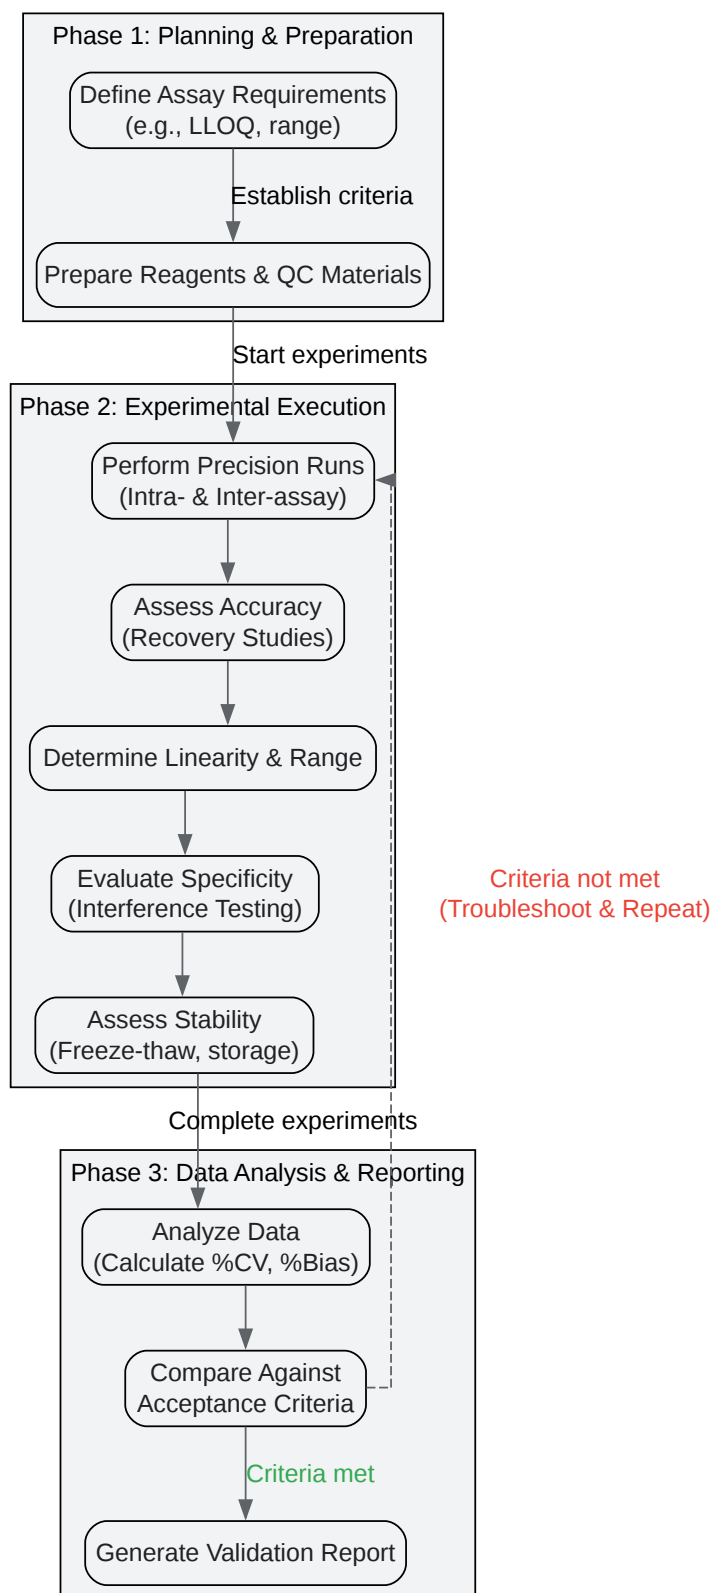 Phase 1: Planning & Preparation
Define Assay Requirements
(e.g., LLOQ, range)
Establish criteria
Prepare Reagents & QC Materials
Start experiments
Phase 2: Experimental Execution
Perform Precision Runs
(Intra- & Inter-assay)
Assess Accuracy
(Recovery Studies)
Determine Linearity & Range
Evaluate Specificity
(Interference Testing)
Criteria not met
(Troubleshoot & Repeat)
Assess Stability
(Freeze-thaw, storage)
Complete experiments
Phase 3: Data Analysis & Reporting
Analyze Data
(Calculate %CV, %Bias)
Compare Against
Acceptance Criteria
Criteria met
Generate Validation Report